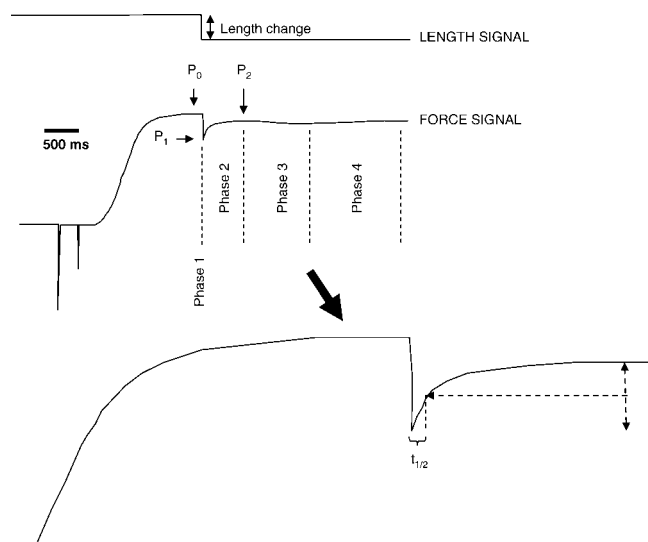 Length change
LENGTH SIGNAL
P0
P2
FORCE SIGNAL
500 ms
P1
Phase 1
Phase 2
Phase 3
Phase 4
t1/2